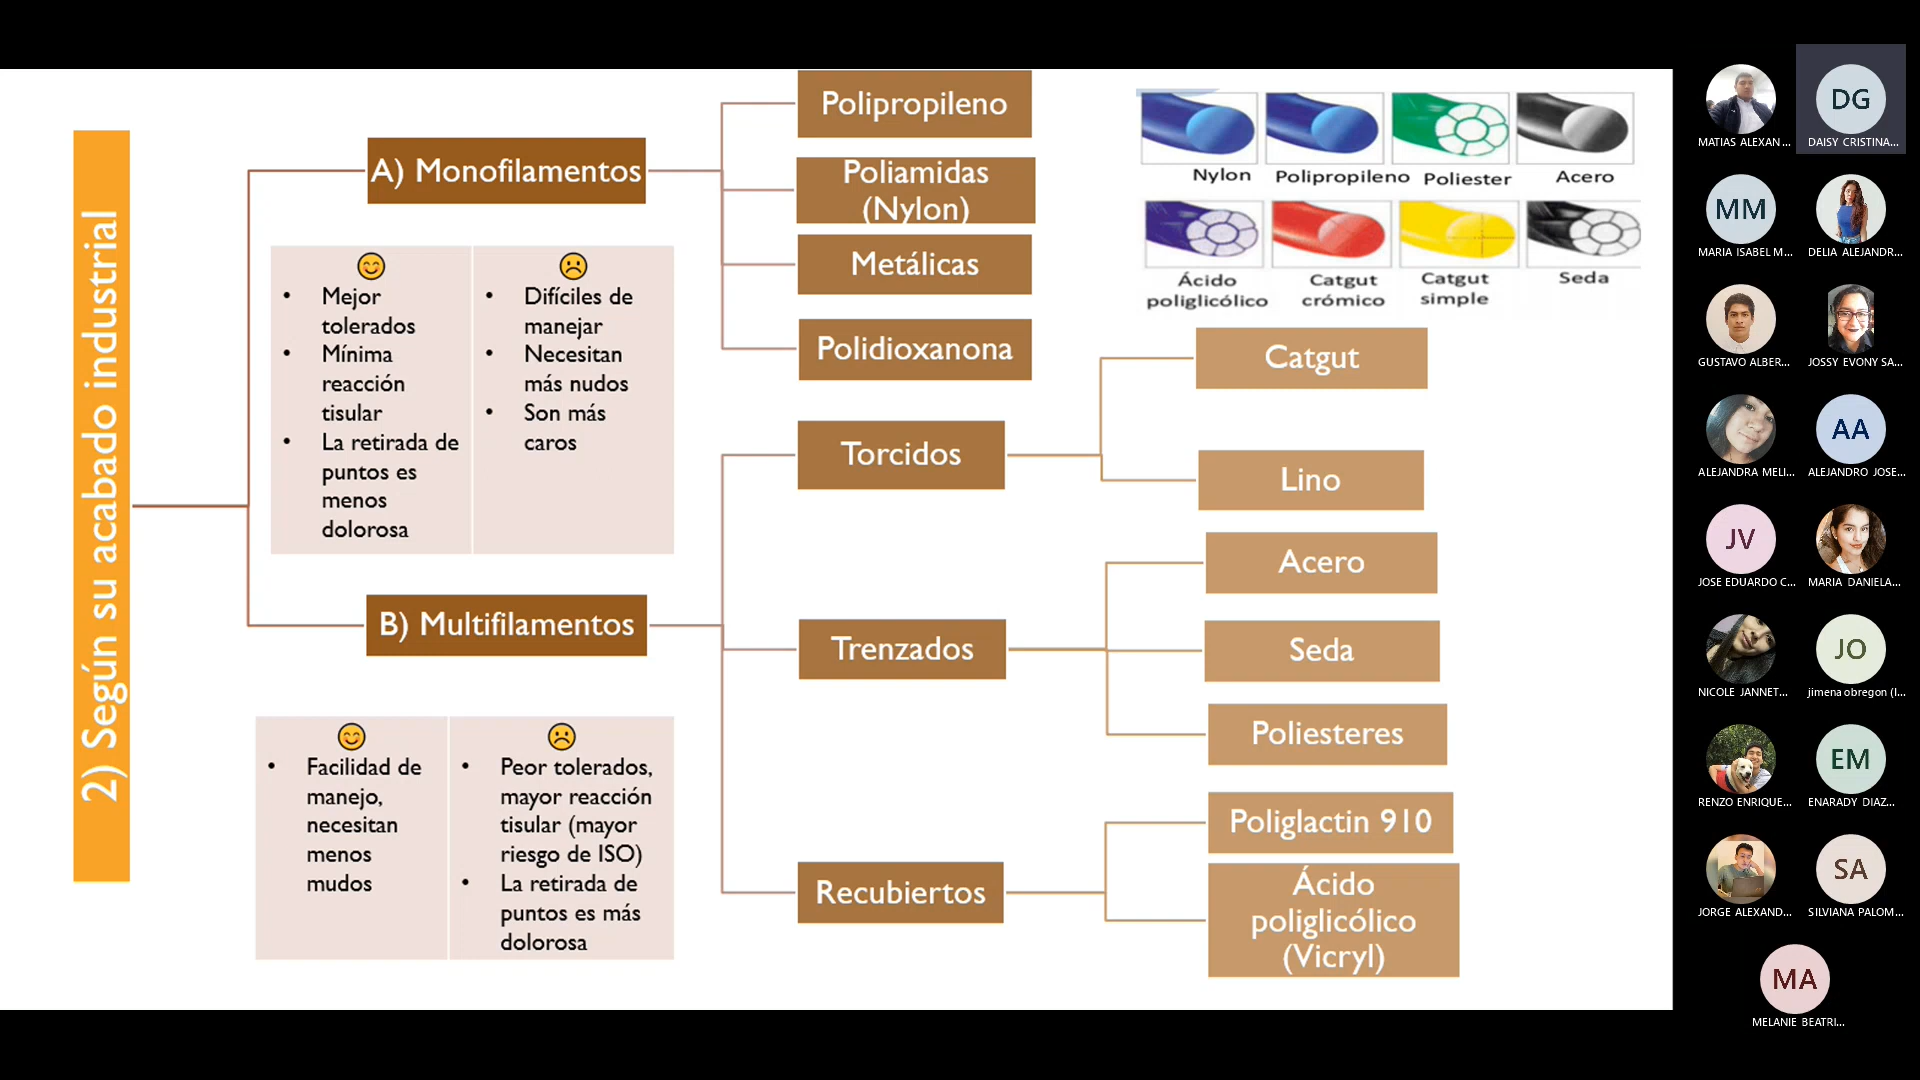 2) Según su acabado industrial
A) Monofilamentos
Mejor
tolerados
Mínima
reacción
tisular
La retirada de
puntos es
menos
dolorosa
Difíciles de
manejar
Necesitan
más nudos
Son más
caros
Polipropileno
Poliamidas
(Nylon)
Metálicas
Polidioxanona
B) Multifilamentos
Facilidad de
manejo,
necesitan
menos
mudos
Peor tolerados,
mayor reacción
tisular (mayor
riesgo de ISO)
La retirada de
puntos es más
dolorosa
Torcidos
Catgut
Lino
Trenzados
Acero
Seda
Poliesteres
Recubiertos
Poliglactin 910
Ácido
poliglicólico
(Vicryl)
Nylon
Polipropileno
Poliester
Acero
Ácido
poliglicólico
Catgut
crómico
Catgut
simple
Seda
MATIAS ALEXAN...
DG
DAISY CRISTINA...
MM
MARIA ISABEL M...
DELIA ALEJANDR...
GUSTAVO ALBER...
JOSSY EVONY SA...
ALEJANDRA MELI...
AA
ALEJANDRO JOSE...
JV
JOSE EDUARDO C...
MARIA DANIELA...
NICOLE JANNET...
JO
jimena obregon (I...
RENZO ENRIQUE...
EM
ENARADY DIAZ...
JORGE ALEXAND...
SA
SILVIANA PALOM...
MA
MELANIE BEATRI...